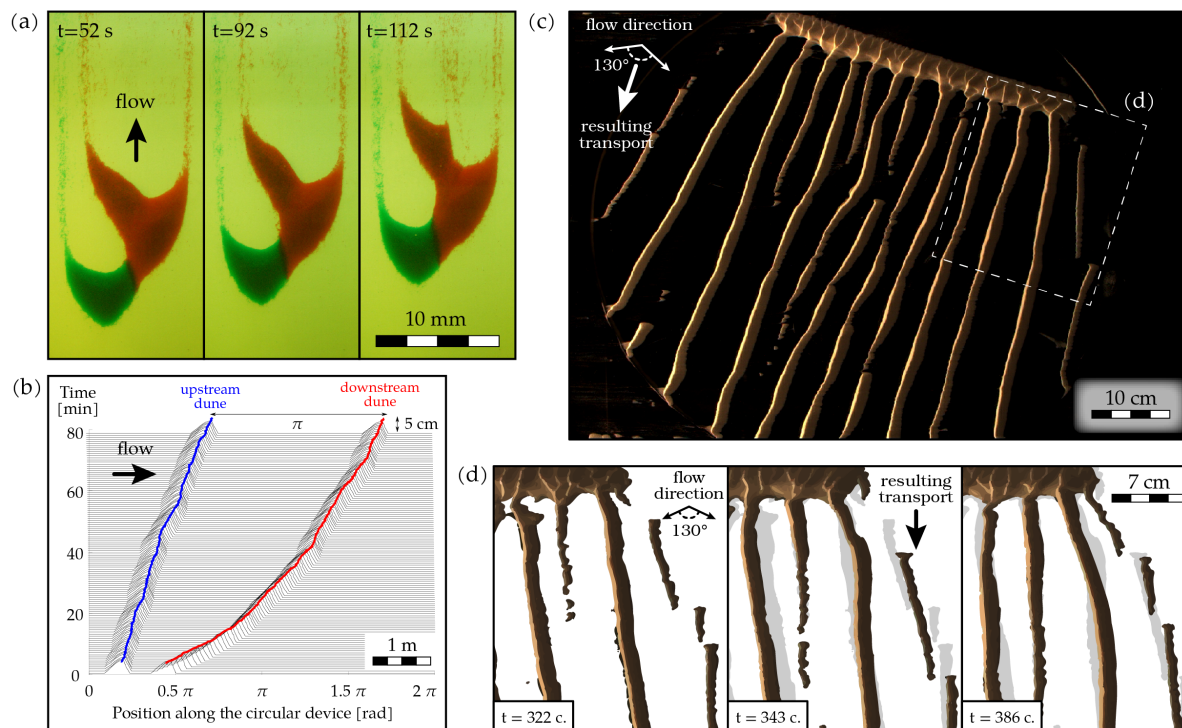 (a)
t=52 s
t=92 s
t=112 s
flow
10 mm
(b)
Time
[min]
upstream
dune
downstream
dune
π
5 cm
flow
80
60
40
20
0
1 m
0
0.5 π
π
1.5 π
2 π
Position along the circular device [rad]
(c)
flow direction
130°
resulting
transport
(d)
10 cm
(d)
flow
direction
130°
t = 322 c.
resulting
transport
t = 343 c.
7 cm
t = 386 c.